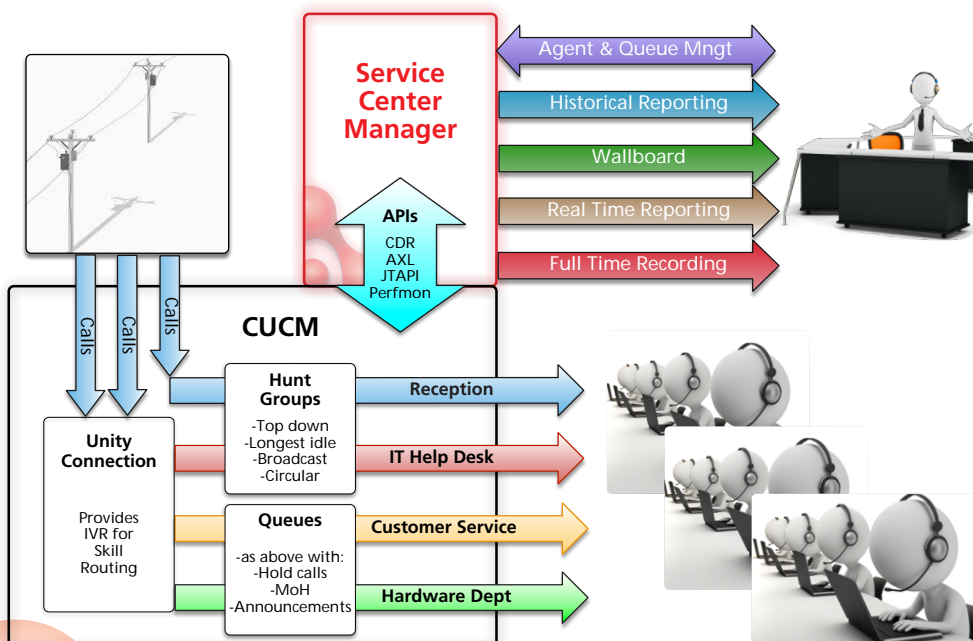 Service
Center
Manager
Agent & Queue Mngt
Historical Reporting
Wallboard
Real Time Reporting
Full Time Recording
APIs
CDR
AXL
JTAPI
Perfmon
Calls
Calls
Calls
CUCM
Hunt
Groups
-Top down
-Longest idle
-Broadcast
-Circular
Reception
IT Help Desk
Unity
Connection
Provides
IVR for
Skill
Routing
Queues
-as above with:
-Hold calls
-MoH
-Announcements
Customer Service
Hardware Dept